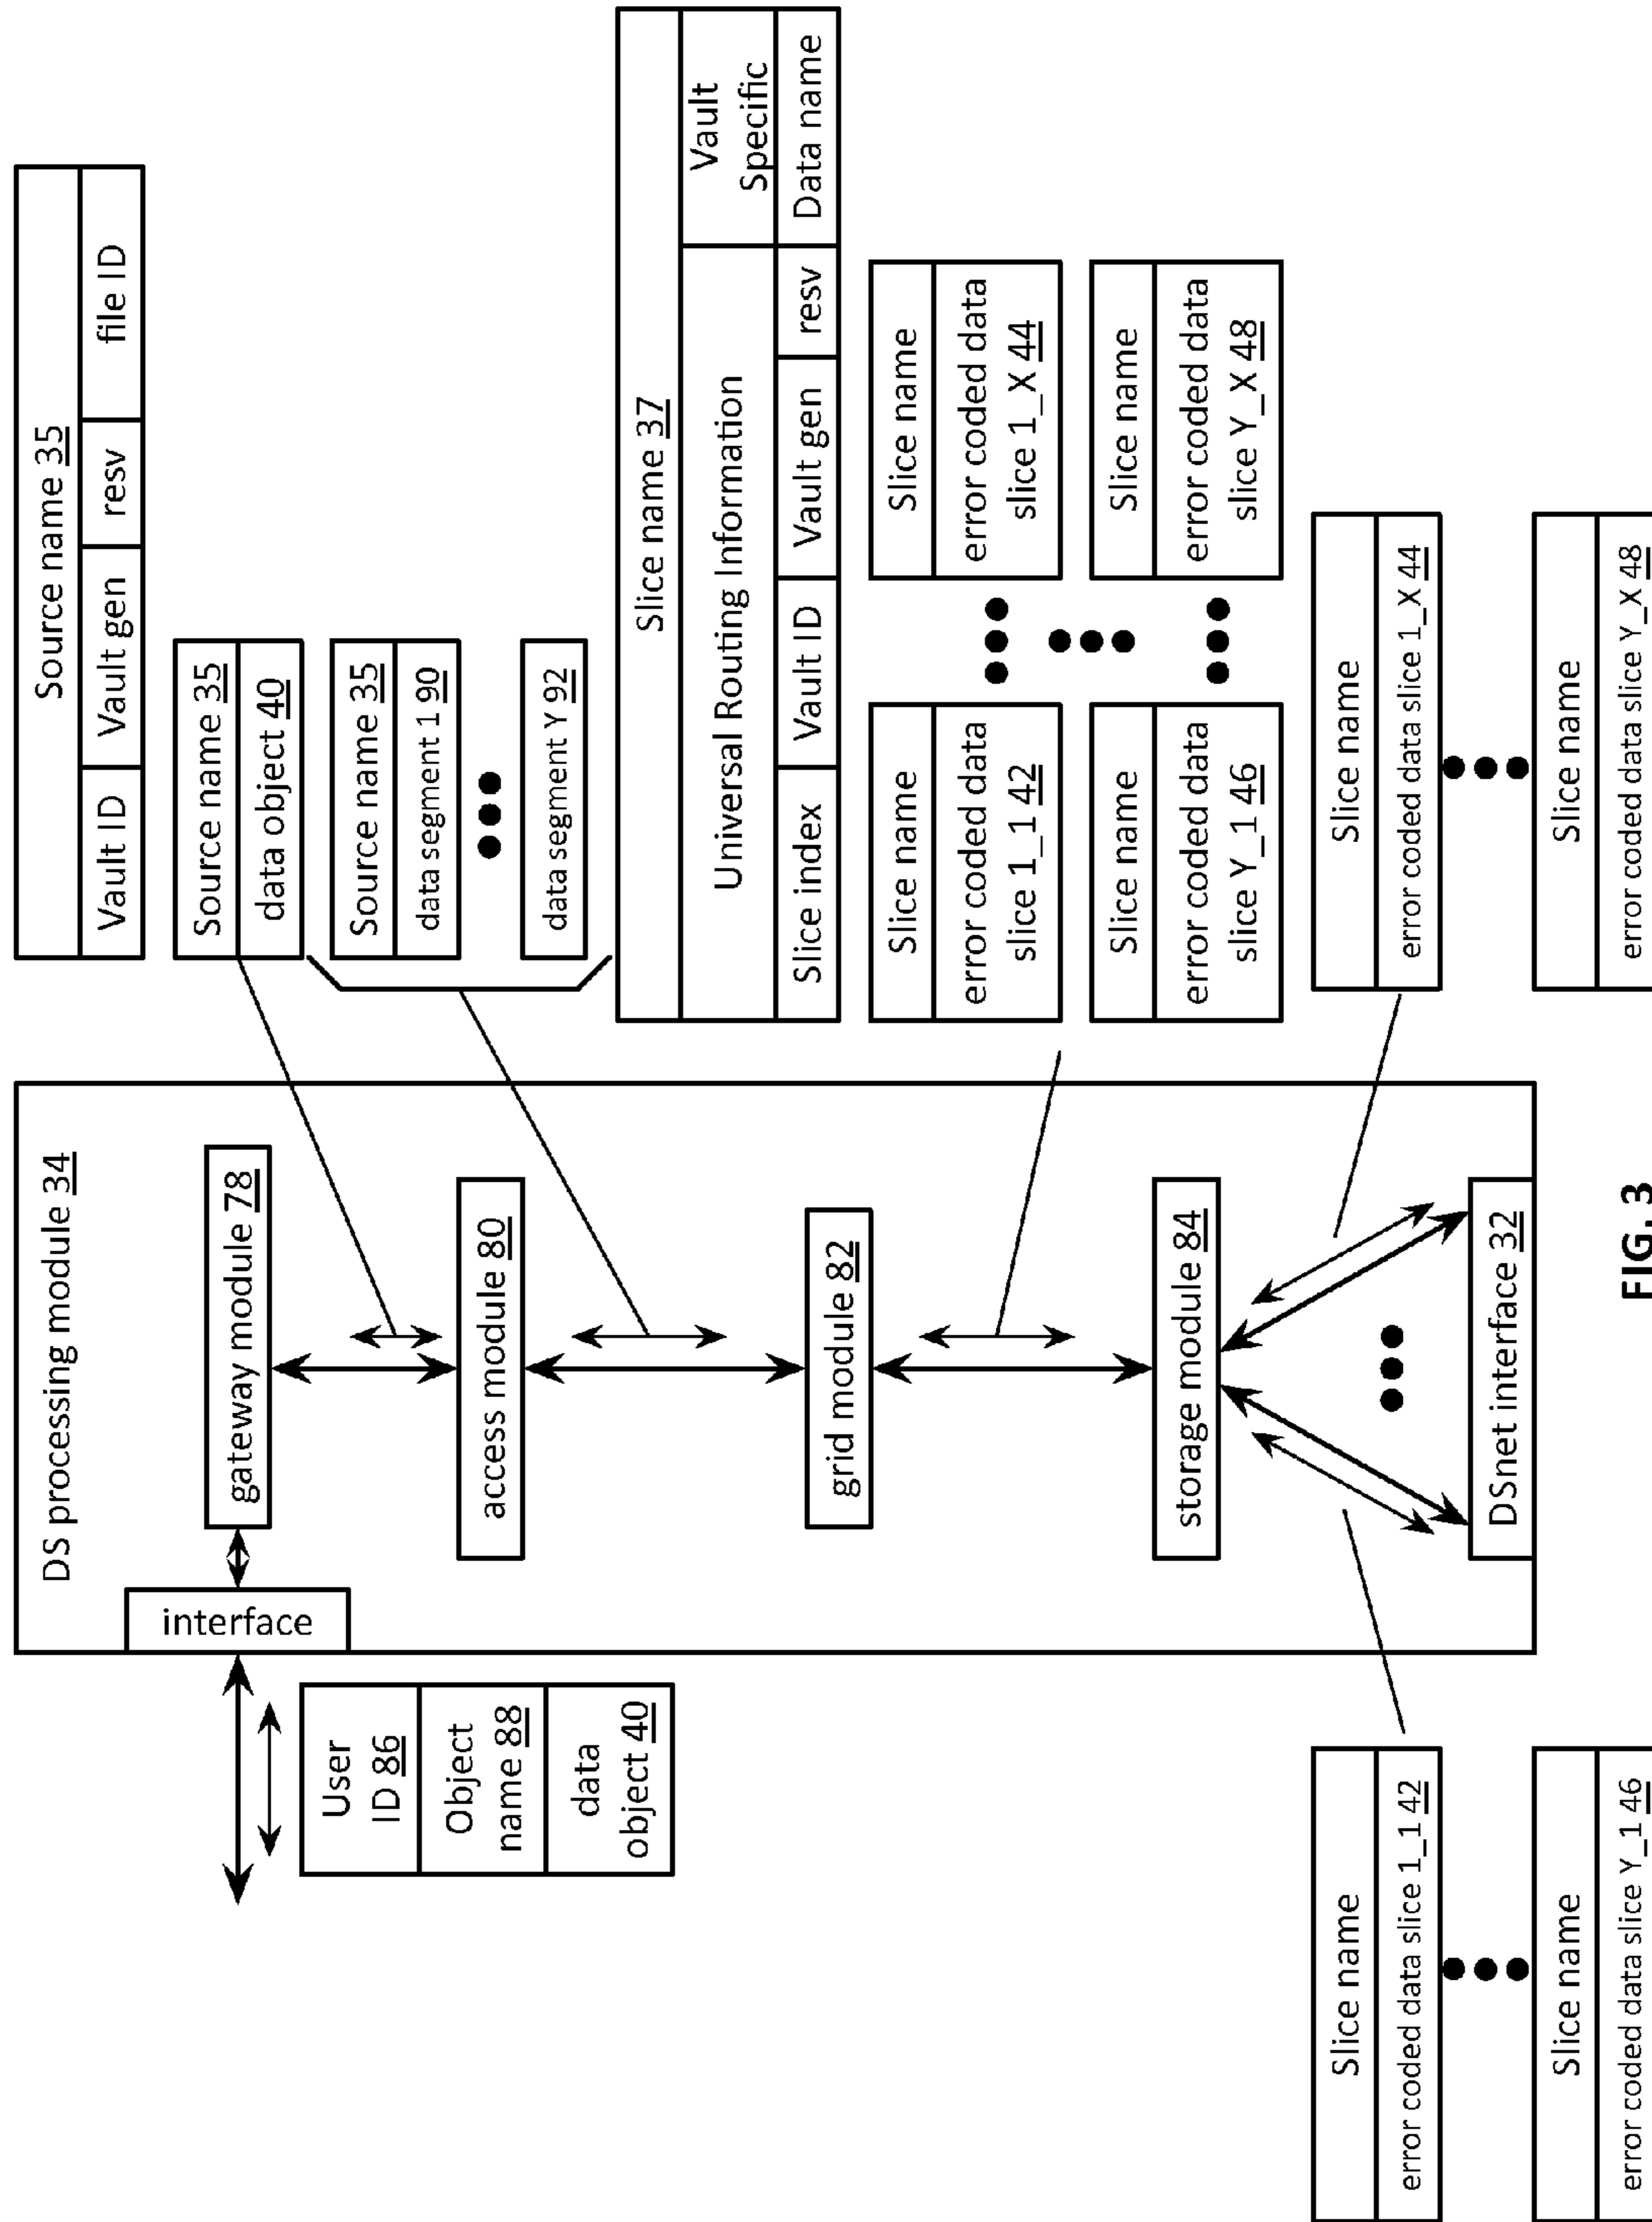 DS processing module 34
interface
gateway module 78
access module 80
grid module 82
storage module 84
DSnet interface 32
User
ID 86
Object
name 88
data
object 40
Source name 35
Vault ID
Vault gen
resv
file ID
Source name 35
data object 40
Source name 35
data segment 1 90
data segment Y 92
Slice name 37
Universal Routing Information
Vault
Specific
Slice index
Vault ID
Vault gen
resv
Data name
Slice name
error coded data
slice 1_1 42
Slice name
error coded data
slice 1_X 44
Slice name
error coded data
slice Y_1 46
Slice name
error coded data
slice Y_X 48
Slice name
error coded data slice 1_1 42
Slice name
error coded data slice Y_1 46
Slice name
error coded data slice 1_X 44
Slice name
error coded data slice Y_X 48
FIG. 3